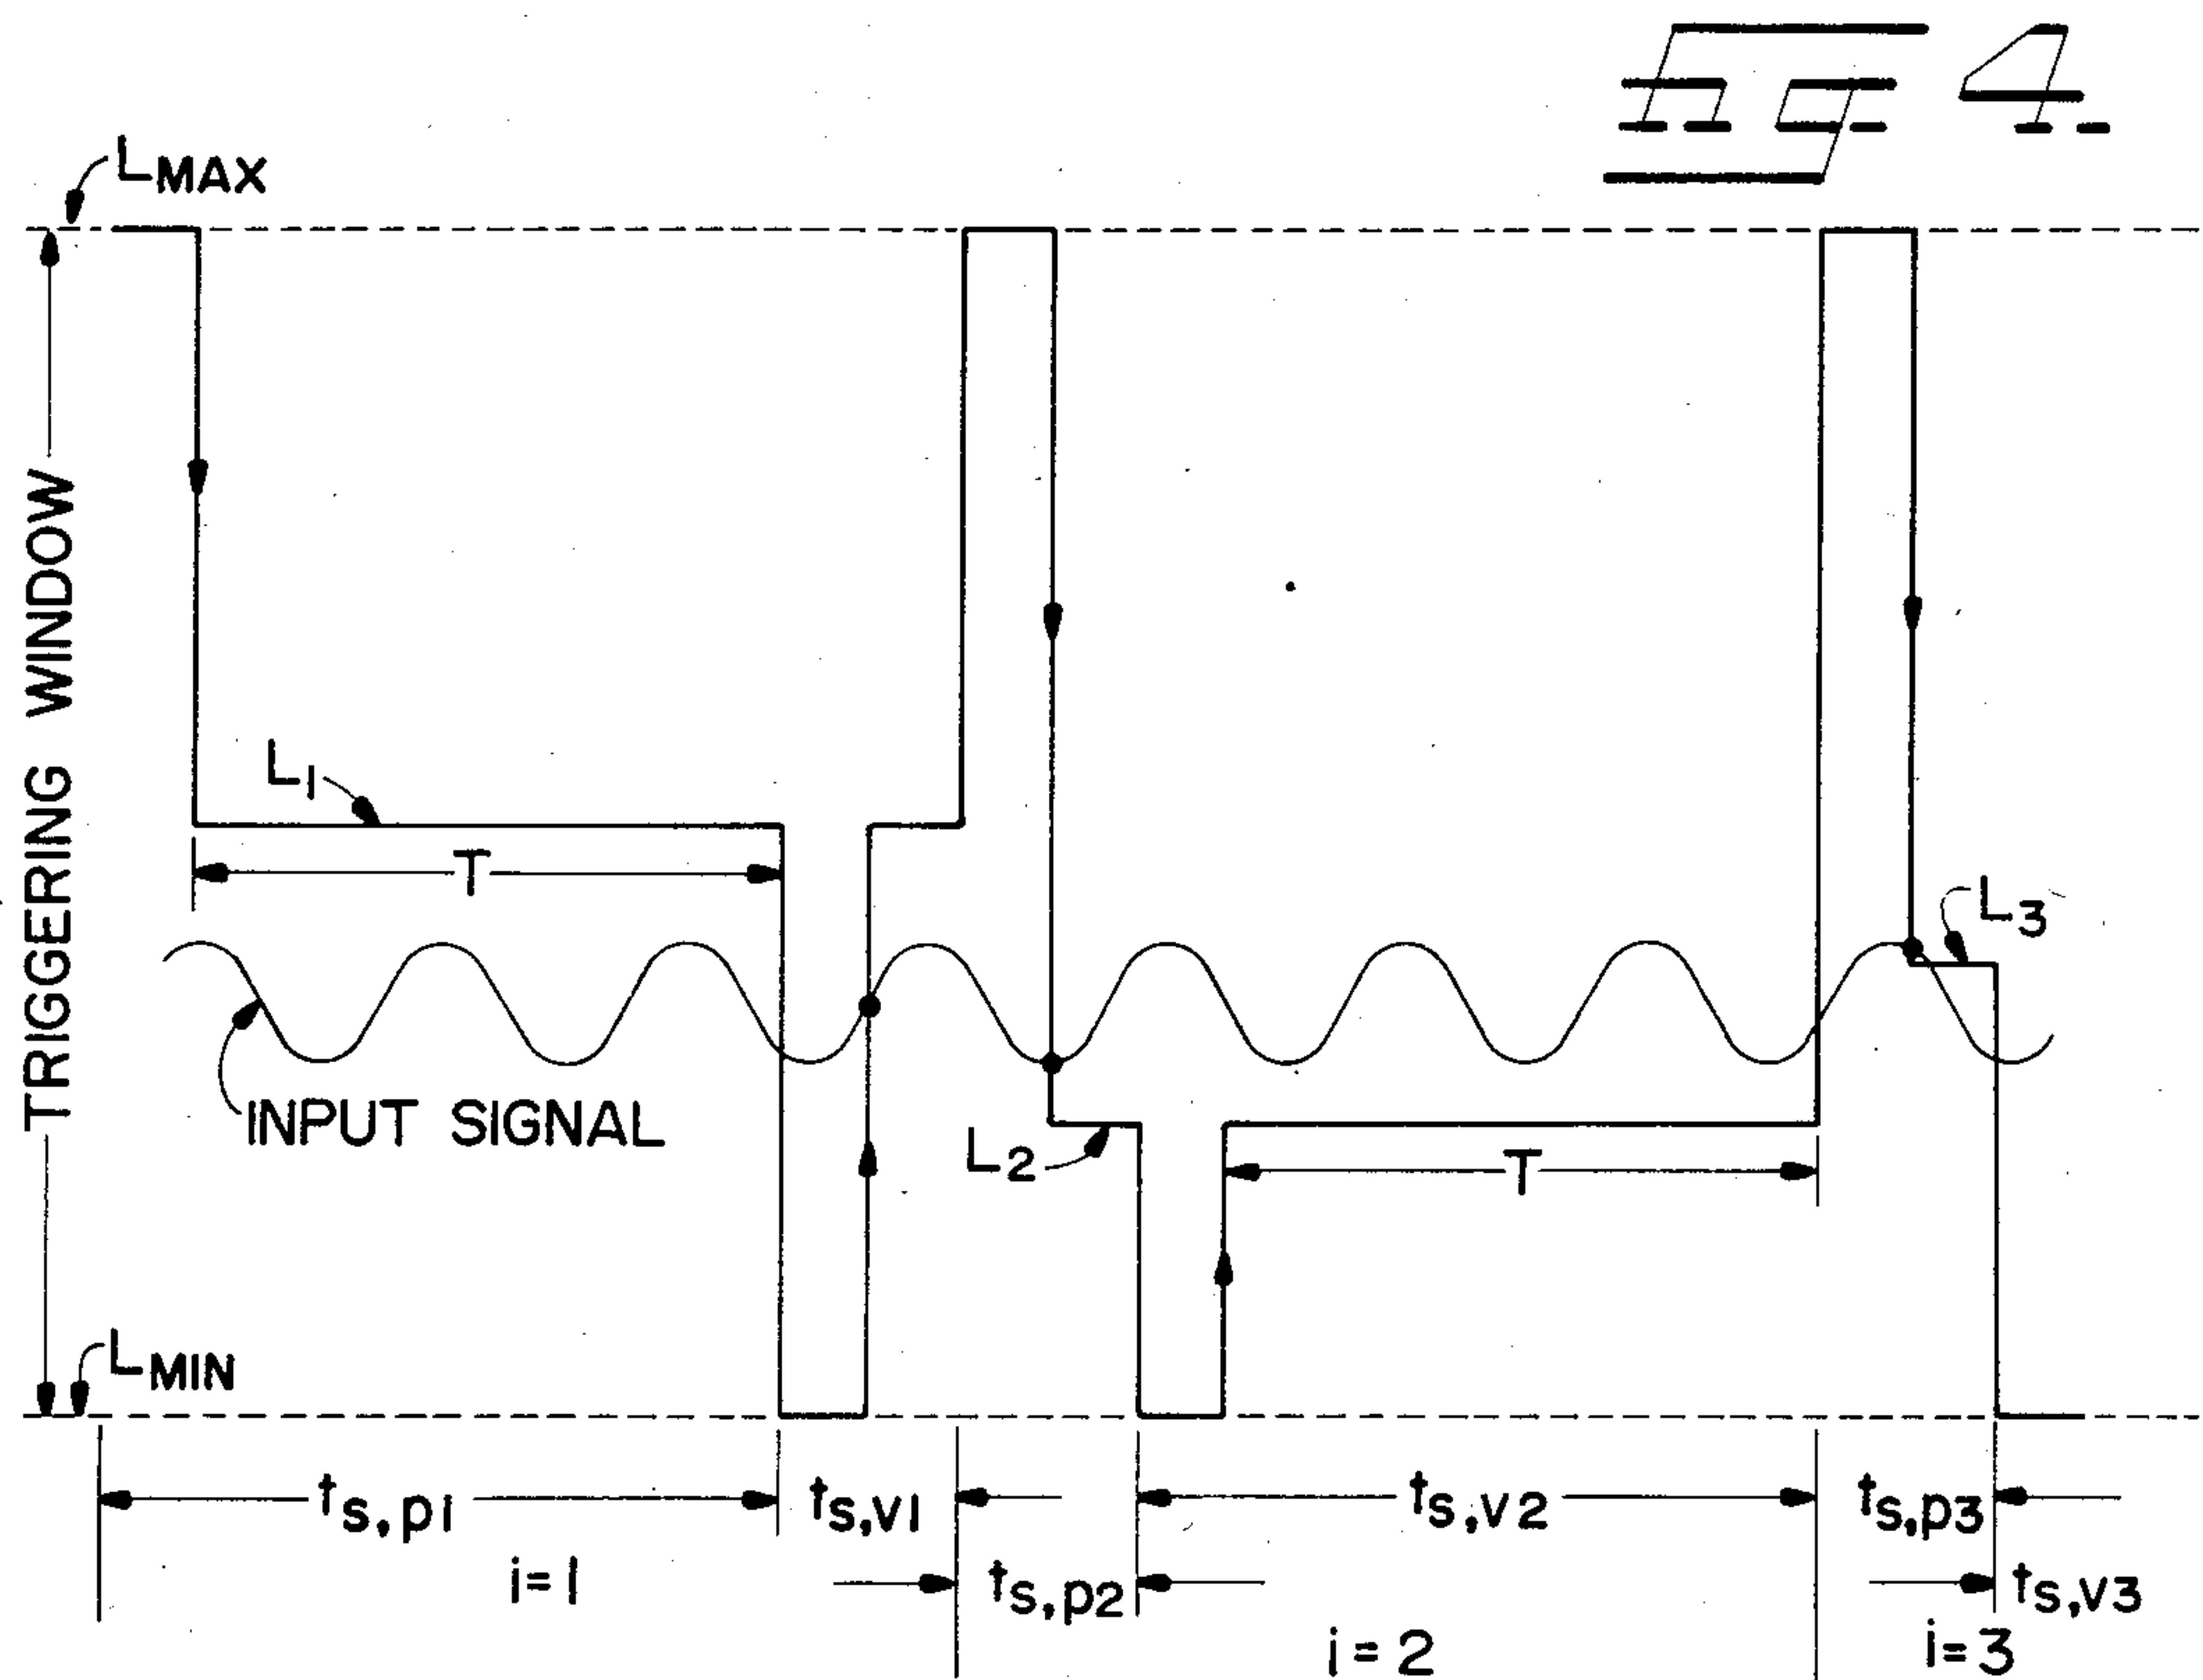 FIG 4.
LMAX
TRIGGERING WINDOW
L1
T
L3
INPUT SIGNAL
L2
T
LMIN
ts,p1
ts,v1
ts,v2
ts,p3
i=1
ts,p2
ts,v3
i=2
i=3